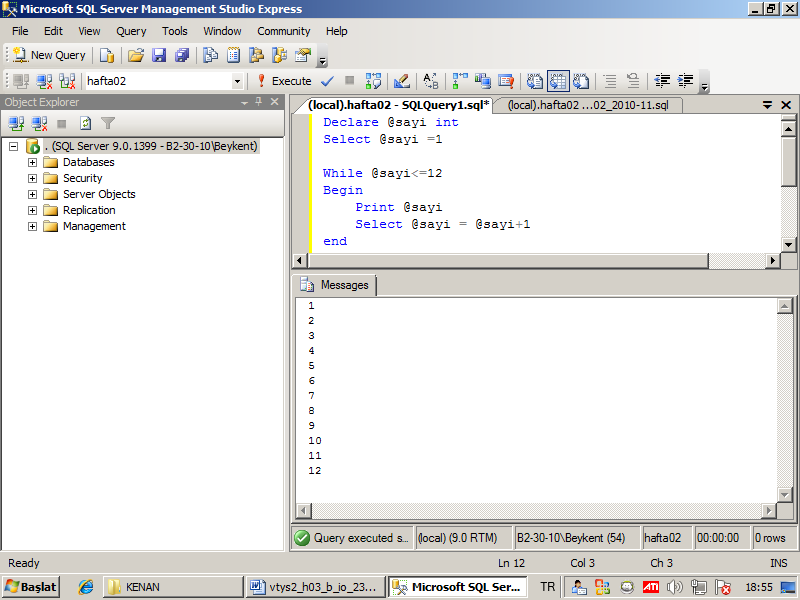 Microsoft SQL Server Management Studio Express
File Edit View Query Tools Window Community Help
New Query
hafta02 Execute
Object Explorer
. (SQL Server 9.0.1399 - B2-30-10\Beykent)
Databases
Security
Server Objects
Replication
Management
(local).hafta02 - SQLQuery1.sql* (local).hafta02 ...02_2010-11.sql
Declare @sayi int
Select @sayi =1
While @sayi<=12
Begin
Print @sayi
Select @sayi = @sayi+1
end
Messages
1
2
3
4
5
6
7
8
9
10
11
12
Query executed s... (local) (9.0 RTM) B2-30-10\Beykent (54) hafta02 00:00:00 0 rows
Ready Ln 12 Col 3 Ch 3 INS
Başlat KENAN vtys2_h03_b_io_23... Microsoft SQL Ser... TR ATI 18:55